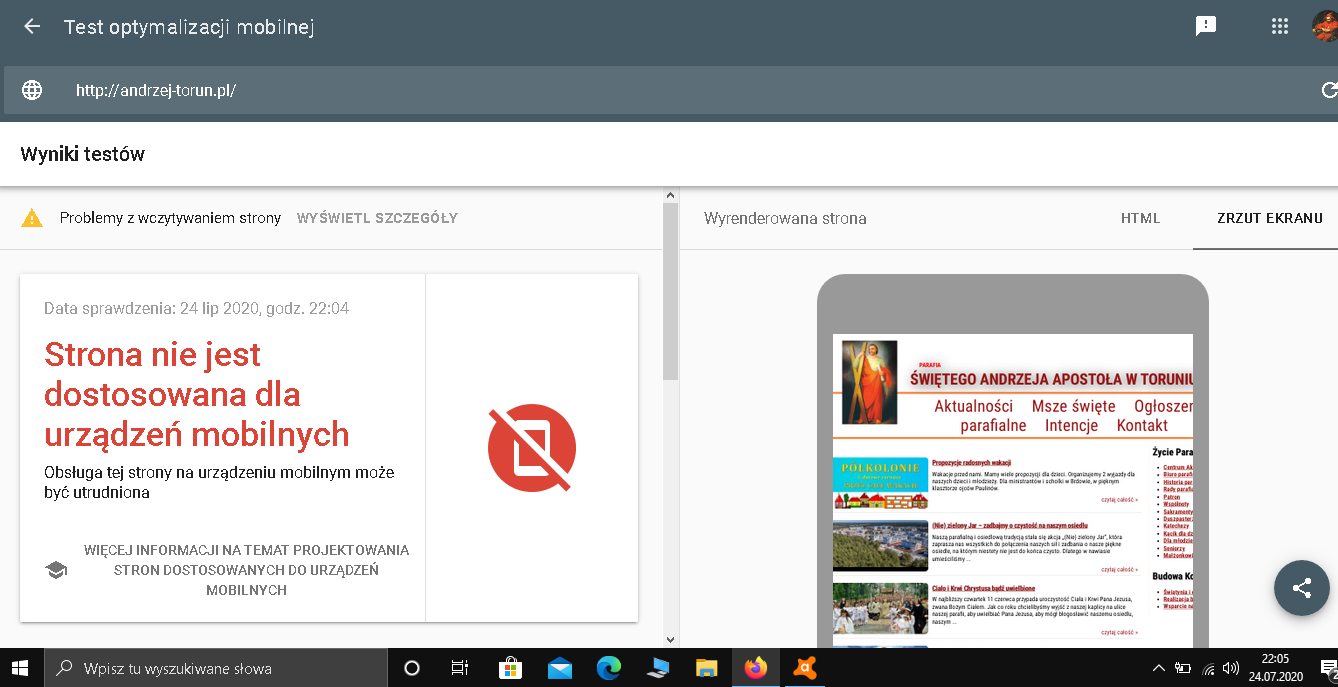 Test optymalizacji mobilnej
http://andrzej-torun.pl/
Wyniki testów
Problemy z wczytywaniem strony WYŚWIETL SZCZEGÓŁY
Data sprawdzenia: 24 lip 2020, godz. 22:04
Strona nie jest
dostosowana dla
urządzeń mobilnych
Obsługa tej strony na urządzeniu mobilnym może
być utrudniona
WIĘCEJ INFORMACJI NA TEMAT PROJEKTOWANIA
STRON DOSTOSOWANYCH DO URZĄDZEŃ
MOBILNYCH
Wyrenderowana strona
HTML
ZRZUT EKRANU
PARAFIA
ŚWIĘTEGO ANDRZEJA APOSTOŁA W TORUNIU
Aktualności Msze święte Ogłoszen
parafialne Intencje Kontakt
PÓŁKOLONIE
Propozycje radosnych wakacji
Wakacje przed nami. Mamy wiele propozycji dla dzieci. Organizujemy 2 wyjazdy dla
naszych dzieci i młodzieży. Dla ministrantów i scholki w Brdowie, w pięknym
klasztorze ojców Paulinów.
czytaj całość »
(Nie) zielony Jar – zadbajmy o czystość na naszym osiedlu
Naszą parafialną i osiedlową tradycją stała się akcja „(Nie) zielony Jar", która
zaprasza nas wszystkich do połączenia naszych sił i zadbania o nasze piękne
osiedle, na którym niestety nie jest do końca czysto. Dlatego w nawiasie
umieściliśmy ...
czytaj całość »
Ciało i Krwi Chrystusa bądź uwielbione
W najbliższy czwartek 11 czerwca przypada uroczystość Ciała i Krwi Pana Jezusa,
zwana Bożym Ciałem. Jak co roku chcielibyśmy wyjść z naszej kaplicy na ulice
naszej parafii, aby uwielbiać Pana Jezusa, aby mógł błogosławić naszemu osiedlu,
naszym ...
czytaj całość »
Życie Para
Centrum Ak
Biuro parafi
Historia par
Rady parafi
Patron
Wspólnoty
Sakramenty
Duszpaster
Katechezy
Kącik dla dz
Dla młodzie
Seniorzy
Małżonkowi
Budowa Ko
Świątynia i
Realizacja b
Wsparcie na
Wpisz tu wyszukiwane słowa
22:05
24.07.2020